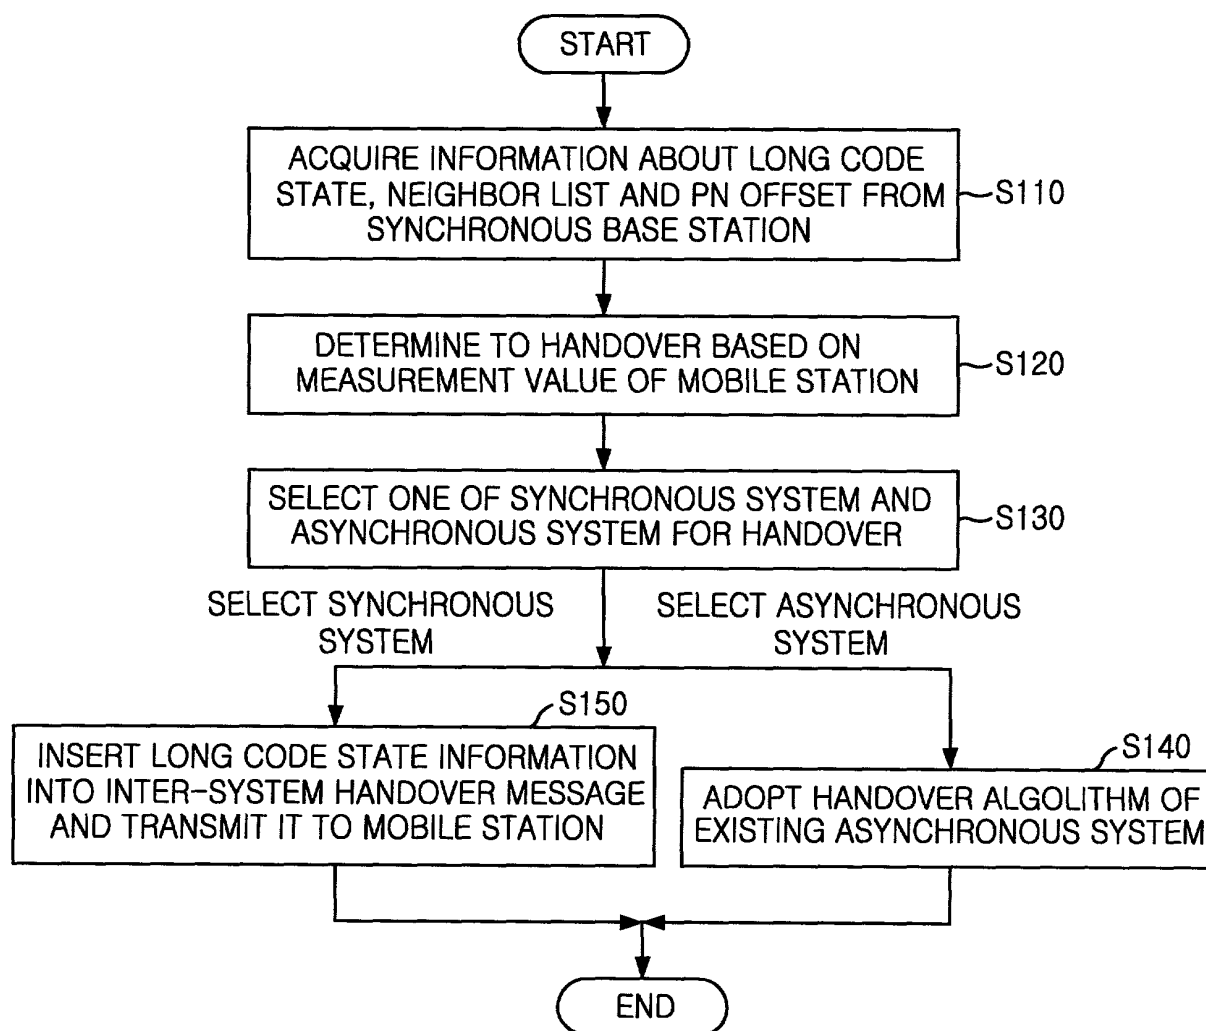 START
ACQUIRE INFORMATION ABOUT LONG CODE
STATE, NEIGHBOR LIST AND PN OFFSET FROM
SYNCHRONOUS BASE STATION
S110
DETERMINE TO HANDOVER BASED ON
MEASUREMENT VALUE OF MOBILE STATION
S120
SELECT ONE OF SYNCHRONOUS SYSTEM AND
ASYNCHRONOUS SYSTEM FOR HANDOVER
S130
SELECT SYNCHRONOUS
SYSTEM
SELECT ASYNCHRONOUS
SYSTEM
S150
INSERT LONG CODE STATE INFORMATION
INTO INTER-SYSTEM HANDOVER MESSAGE
AND TRANSMIT IT TO MOBILE STATION
S140
ADOPT HANDOVER ALGOLITHM OF
EXISTING ASYNCHRONOUS SYSTEM
END